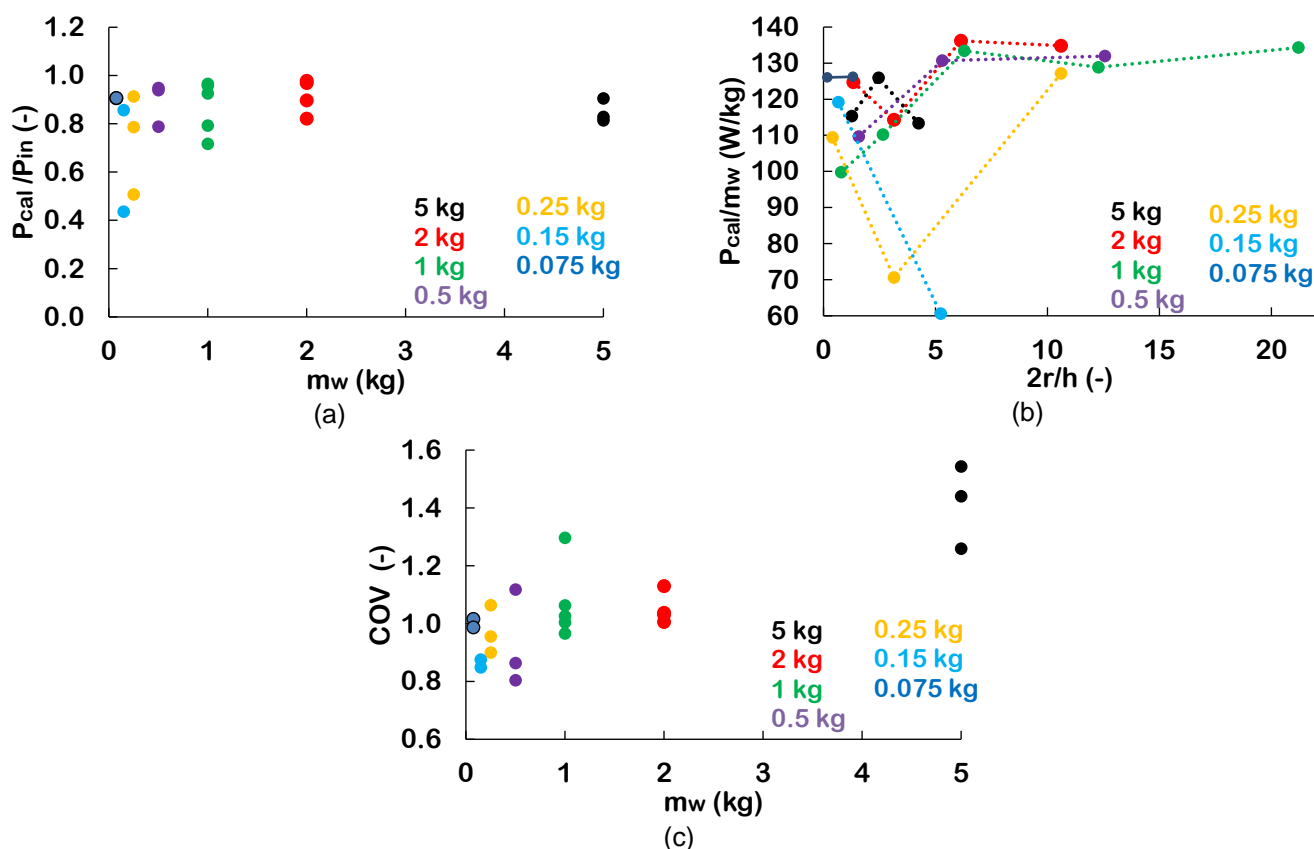 1.2
1.0
0.8
0.6
0.4
0.2
0.0
Pcal /Pin (-)
5 kg 0.25 kg
2 kg 0.15 kg
1 kg 0.075 kg
0.5 kg
0 1 2 3 4 5
mw (kg)
(a)
140
130
120
110
100
90
80
70
60
Pcal/mw (W/kg)
5 kg 0.25 kg
2 kg 0.15 kg
1 kg 0.075 kg
0.5 kg
0 5 10 15 20
2r/h (-)
(b)
1.6
1.4
1.2
1.0
0.8
0.6
COV (-)
5 kg 0.25 kg
2 kg 0.15 kg
1 kg 0.075 kg
0.5 kg
0 1 2 3 4 5
mw (kg)
(c)